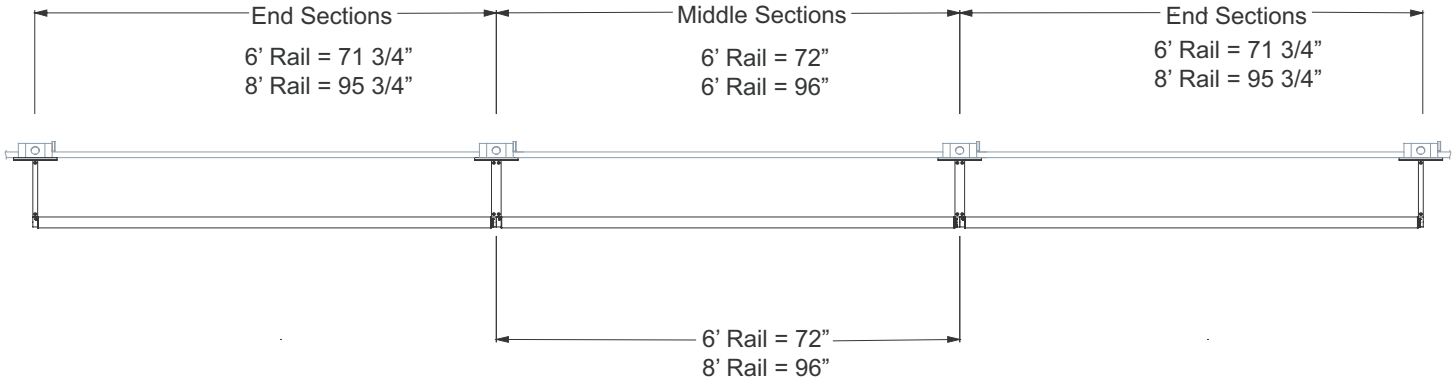 End Sections
6’ Rail = 71 3/4”
8’ Rail = 95 3/4”
Middle Sections
6’ Rail = 72”
6’ Rail = 96”
End Sections
6’ Rail = 71 3/4”
8’ Rail = 95 3/4”
6’ Rail = 72”
8’ Rail = 96”